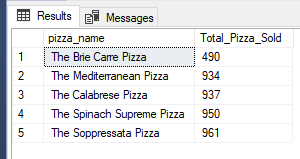 Results Messages
pizza_name Total_Pizza_Sold
1 The Brie Carre Pizza 490
2 The Mediterranean Pizza 934
3 The Calabrese Pizza 937
4 The Spinach Supreme Pizza 950
5 The Soppressata Pizza 961